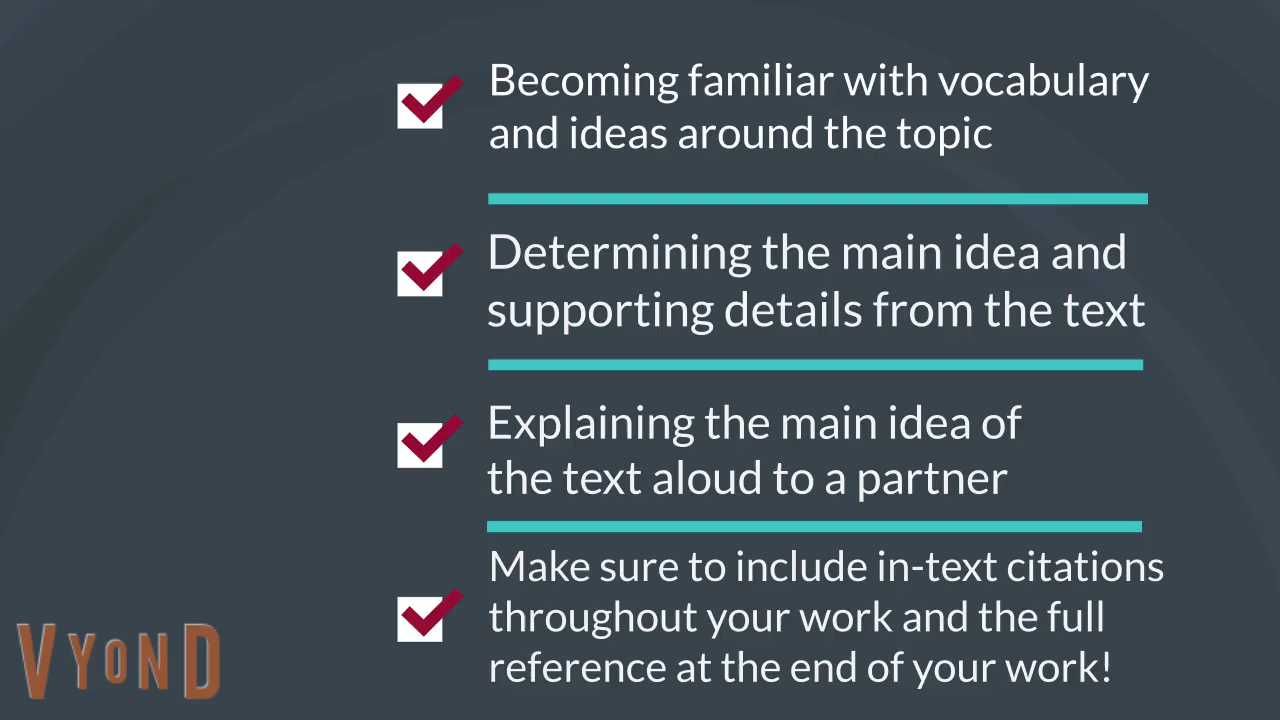 Becoming familiar with vocabulary
and ideas around the topic
Determining the main idea and
supporting details from the text
Explaining the main idea of
the text aloud to a partner
Make sure to include in-text citations
throughout your work and the full
reference at the end of your work!
VYOND